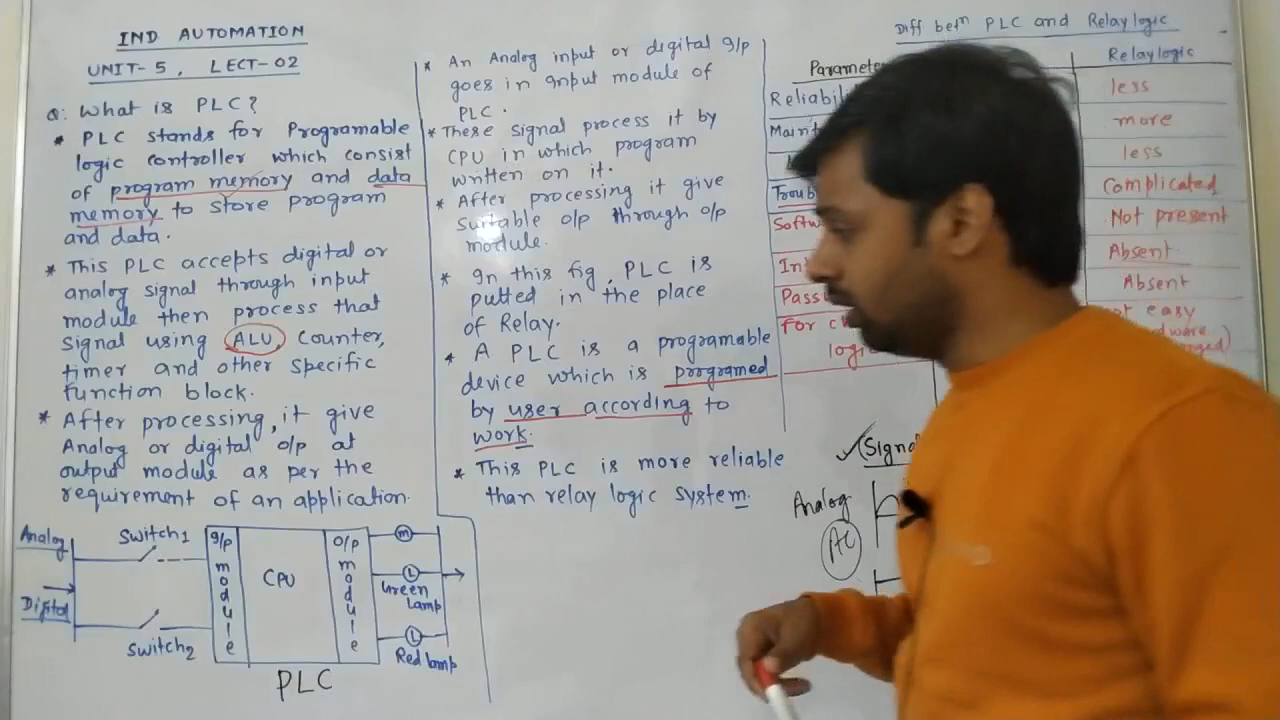 IND AUTOMATION
UNIT-5, LECT-02
Q: What is PLC?
* PLC stands for Programable
logic controller which consist
of program memory and data
memory to store program
and data.
* This PLC accepts digital or
analog signal through input
module then process that
signal using ALU Counter,
timer and other specific
function block.
* After processing, it give
Analog or digital o/p at
output module as per the
requirement of an application.
Analog
Digital
Switch1
Switch2
I/p module
CPU
O/p module
M
L
Green
Lamp
L
Red lamp
PLC
* An Analog input or digital I/p
goes in Input module of
PLC.
* These signal process it by
CPU in which program
written on it.
* After processing it give
suitable o/p through o/p
module.
* In this fig, PLC is
putted in the place
of Relay.
* A PLC is a programable
device which is programed
by user according to
work.
* This PLC is more reliable
than relay logic system.
Diff betn PLC and Relay logic
Relay logic
less
more
less
Complicated
Not present
Absent
Absent
easy
Analog